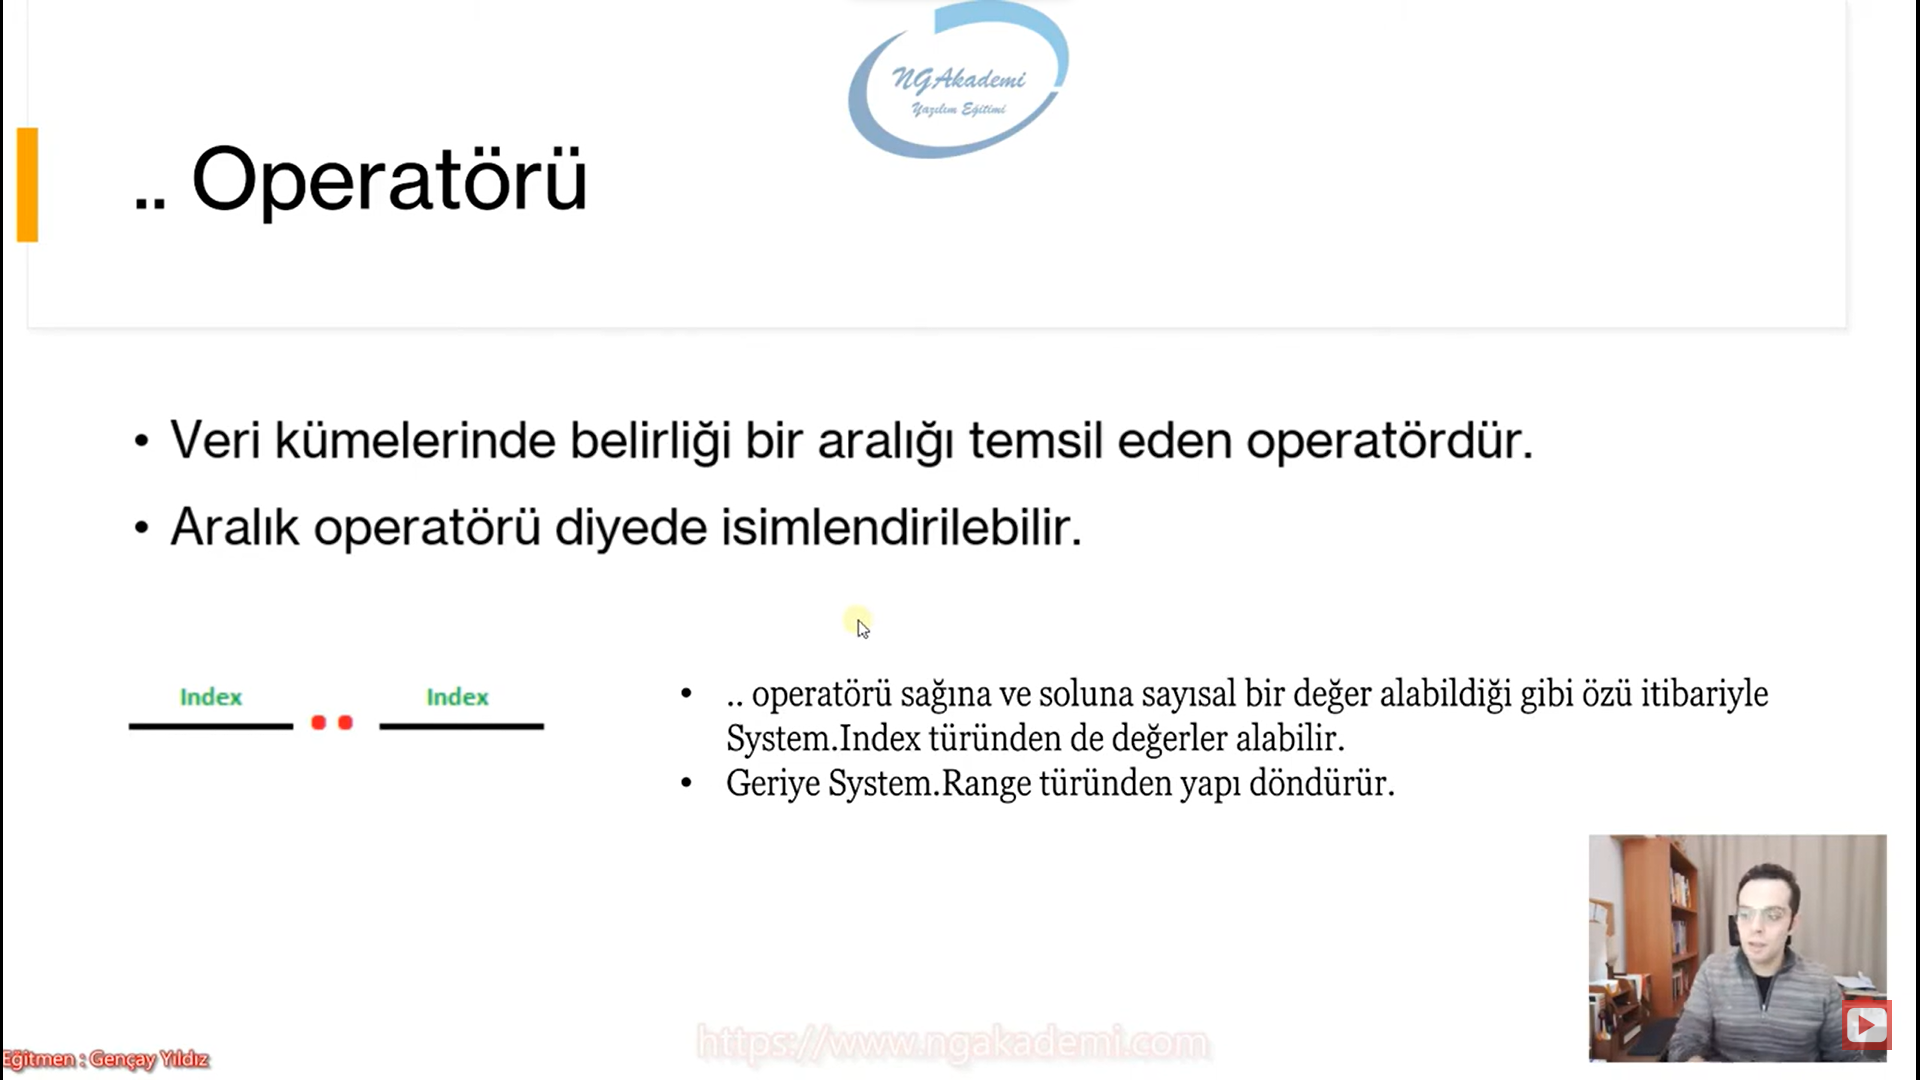 NGAkademi
Yazılım Eğitimi
.. Operatörü
• Veri kümelerinde belirliği bir aralığı temsil eden operatördür.
• Aralık operatörü diyede isimlendirilebilir.
Index .. Index
• .. operatörü sağına ve soluna sayısal bir değer alabildiği gibi özü itibariyle
System.Index türünden de değerler alabilir.
• Geriye System.Range türünden yapı döndürür.
https://www.ngakademi.com
Eğitmen : Gençay Yıldız